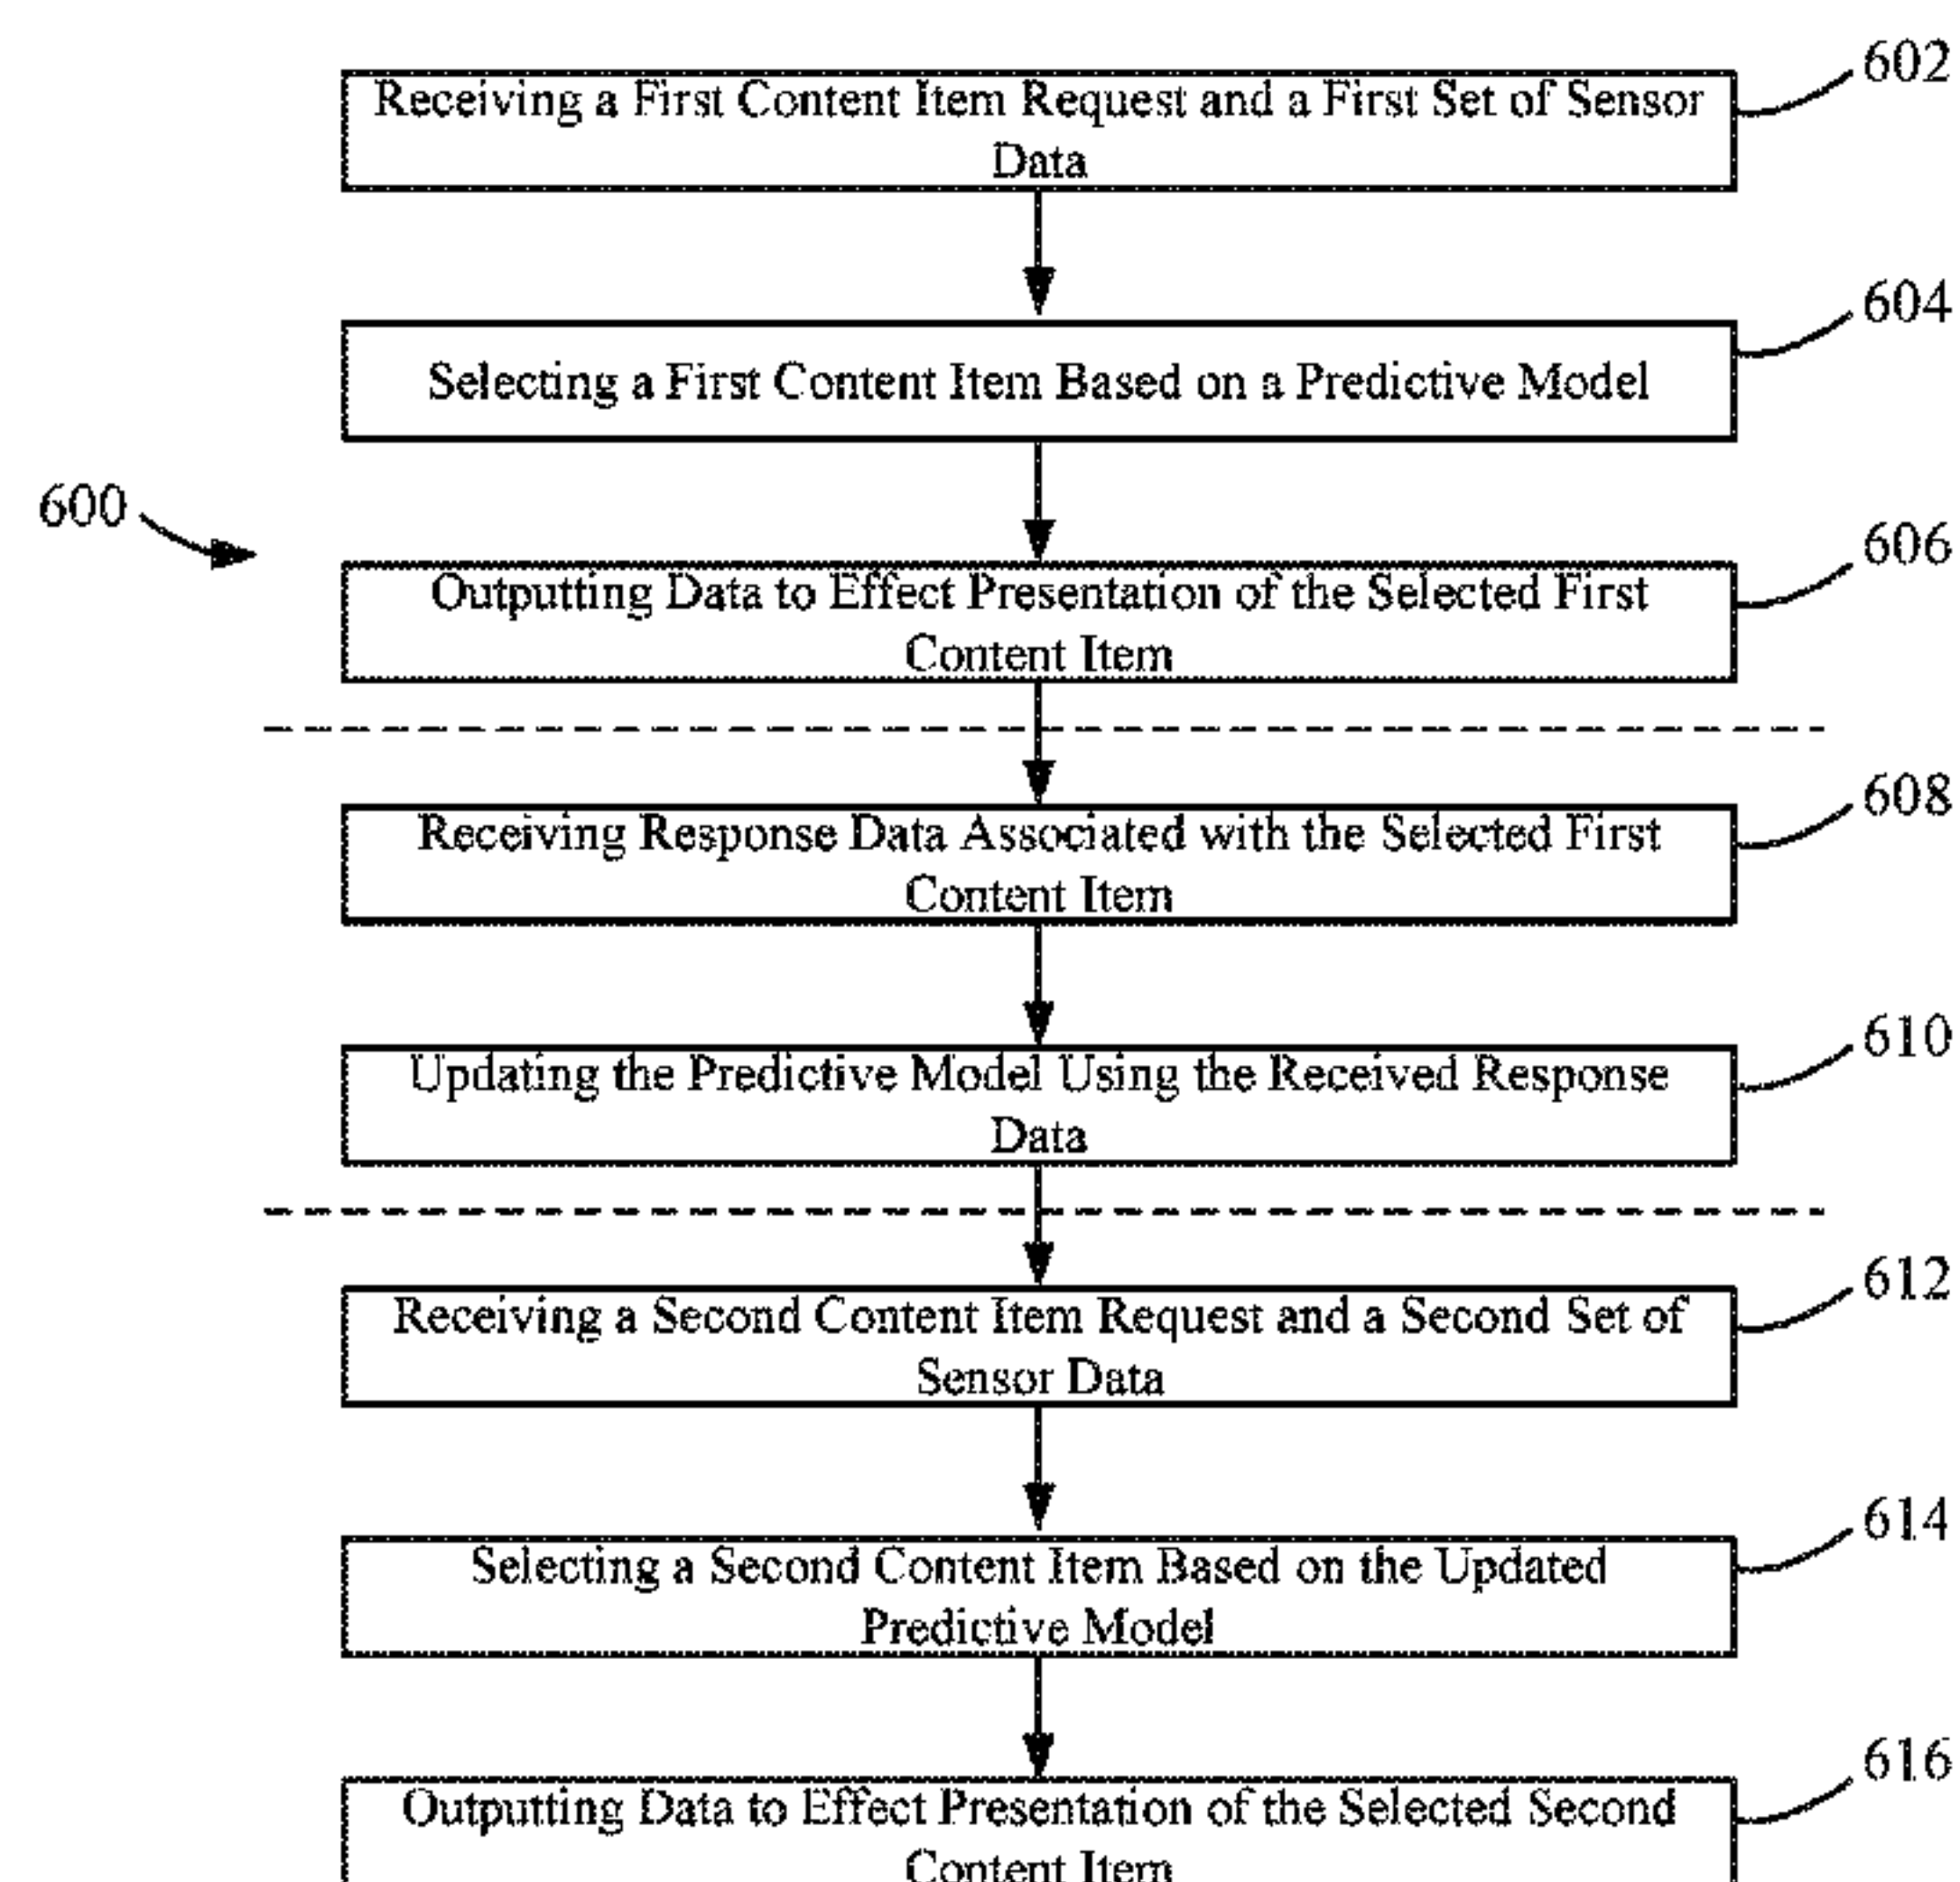 602
Receiving a First Content Item Request and a First Set of Sensor
Data
604
Selecting a First Content Item Based on a Predictive Model
600
606
Outputting Data to Effect Presentation of the Selected First
Content Item
608
Receiving Response Data Associated with the Selected First
Content Item
610
Updating the Predictive Model Using the Received Response
Data
612
Receiving a Second Content Item Request and a Second Set of
Sensor Data
614
Selecting a Second Content Item Based on the Updated
Predictive Model
616
Outputting Data to Effect Presentation of the Selected Second
Content Item